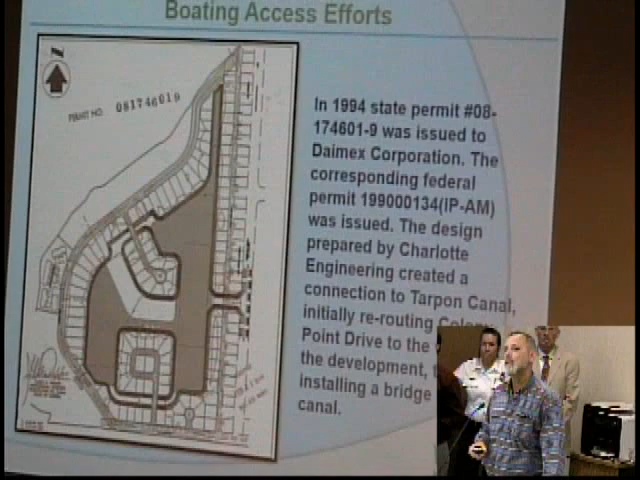 Boating Access Efforts
N
PERMIT NO. 081746019
In 1994 state permit #08-
174601-9 was issued to
Daimex Corporation. The
corresponding federal
permit 199000134(IP-AM)
was issued. The design
prepared by Charlotte
Engineering created a
connection to Tarpon Canal,
initially re-routing
Point Drive to the
the development,
installing a bridge
canal.